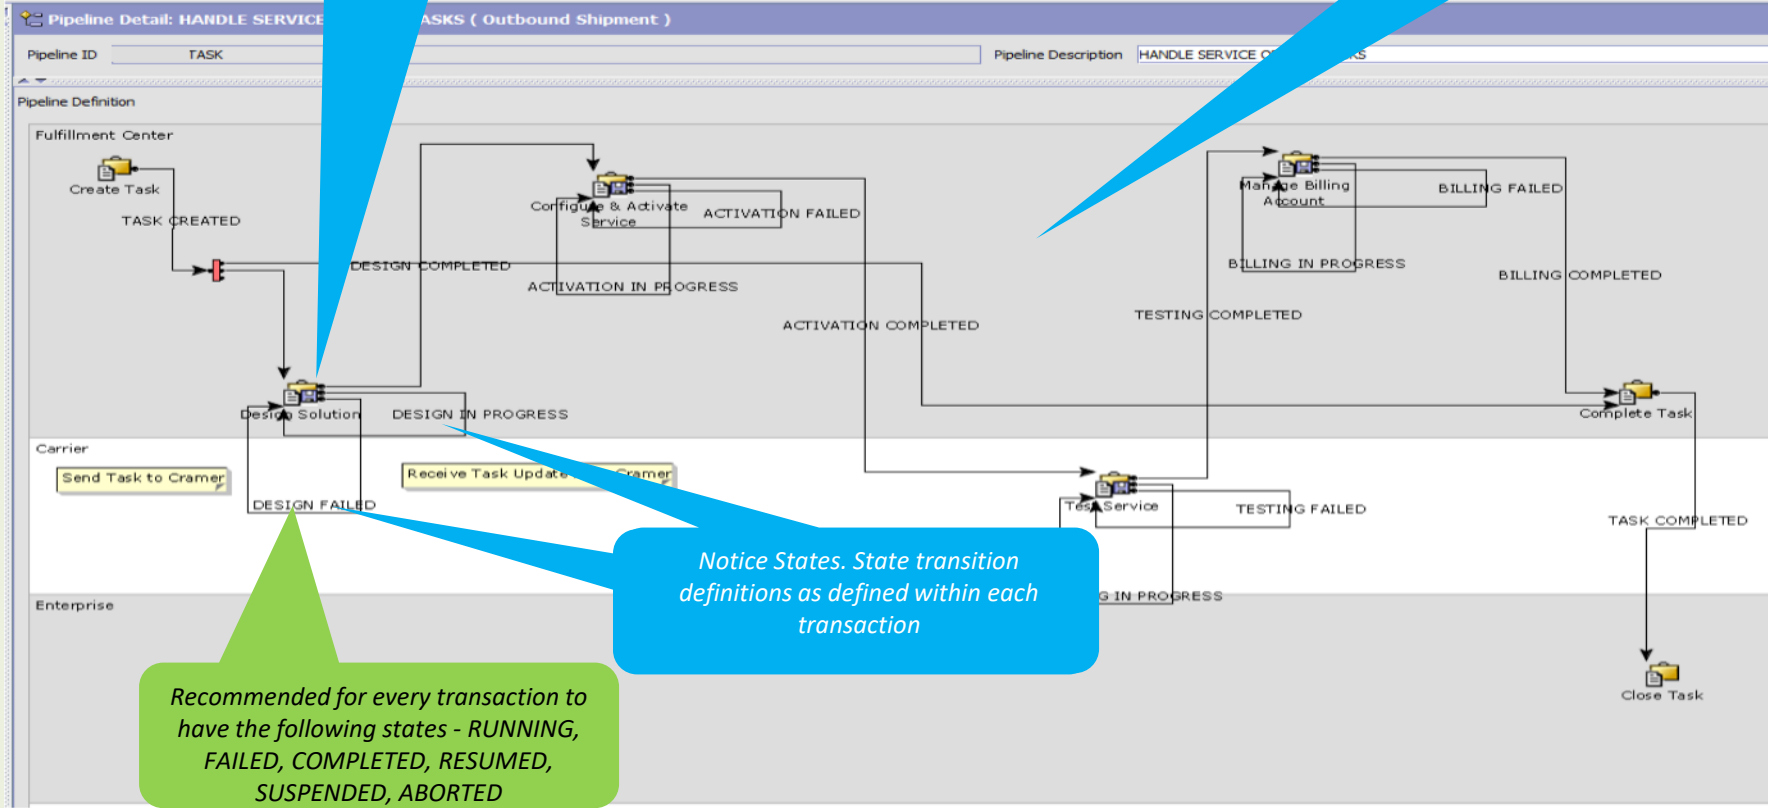 Pipeline Detail: HANDLE SERVICE ASKS ( Outbound Shipment )
Pipeline ID TASK Pipeline Description HANDLE SERVICE
Pipeline Definition
Fulfillment Center
Create Task
TASK CREATED
Configure & Activate
Service
ACTIVATION FAILED
Manage Billing
Account
BILLING FAILED
DESIGN COMPLETED
ACTIVATION IN PROGRESS
BILLING IN PROGRESS
BILLING COMPLETED
ACTIVATION COMPLETED
TESTING COMPLETED
Design Solution
DESIGN IN PROGRESS
Complete Task
Carrier
Send Task to Cramer
Receive Task Update Cramer
DESIGN FAILED
Test Service
TESTING FAILED
TASK COMPLETED
Notice States. State transition
definitions as defined within each
transaction
G IN PROGRESS
Enterprise
Close Task
Recommended for every transaction to
have the following states - RUNNING,
FAILED, COMPLETED, RESUMED,
SUSPENDED, ABORTED